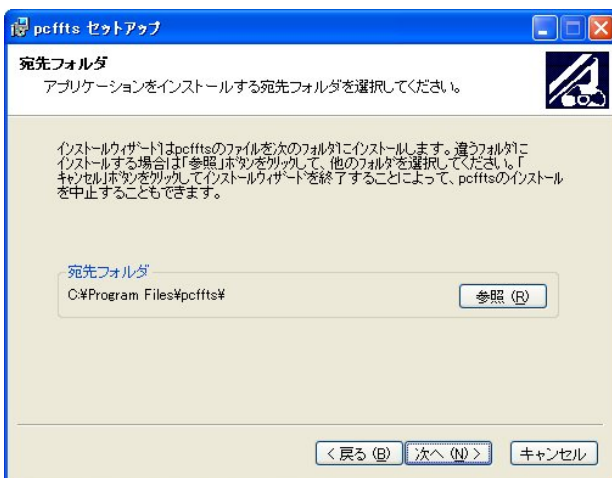 pcffts セットアップ
宛先フォルダ
アプリケーションをインストールする宛先フォルダを選択してください。
インストールウィザードはpcfftsのファイルを次のフォルダにインストールします。違うフォルダに
インストールする場合は「参照」ボタンをクリックして、他のフォルダを選択してください。「
キャンセル」ボタンをクリックしてインストールウィザードを終了することによって、pcfftsのインストール
を中止することもできます。
宛先フォルダ
C:¥Program Files¥pcffts¥
参照 (R)
< 戻る (B)
次へ (N) >
キャンセル